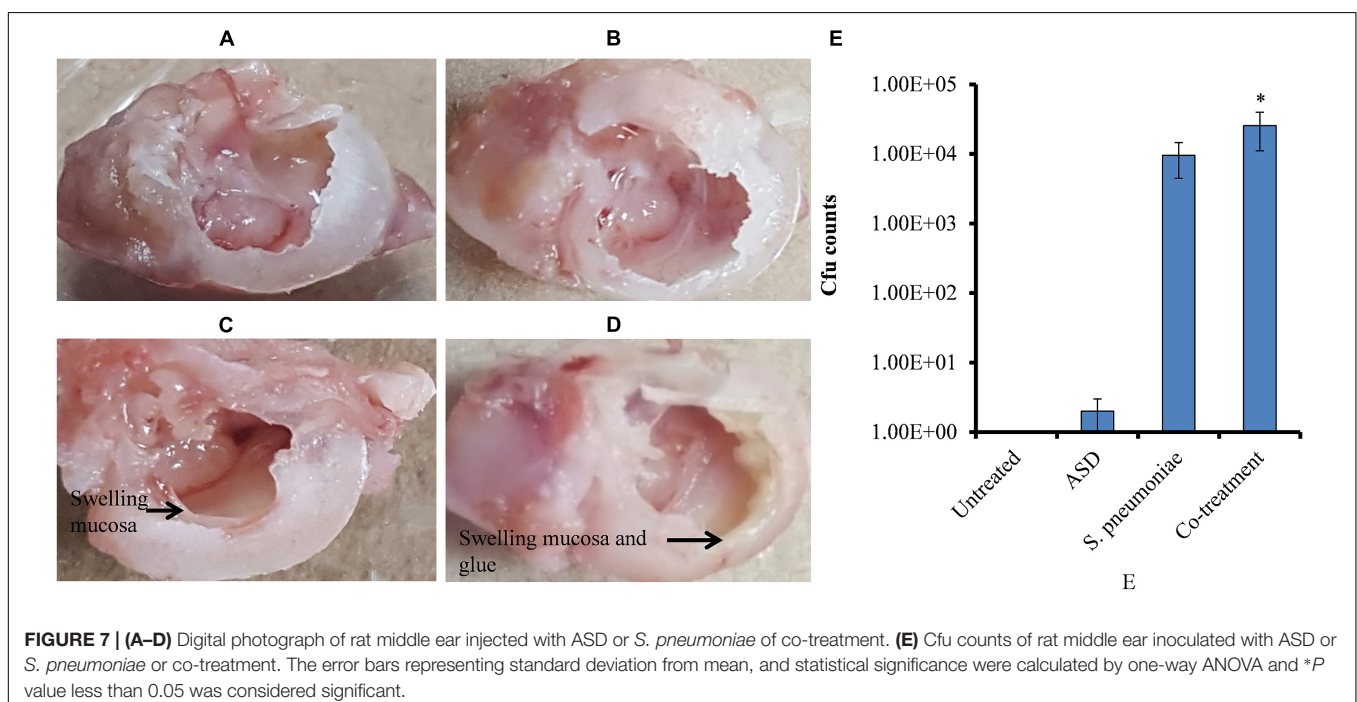 A
B
E
C
D
Swelling
mucosa
Swelling mucosa and
glue
1.00E+05
1.00E+04
1.00E+03
1.00E+02
1.00E+01
1.00E+00
Cfu counts
*
Untreated
ASD
S. pneumoniae
Co-treatment
E
FIGURE 7 | (A–D) Digital photograph of rat middle ear injected with ASD or S. pneumoniae of co-treatment. (E) Cfu counts of rat middle ear inoculated with ASD or
S. pneumoniae or co-treatment. The error bars representing standard deviation from mean, and statistical significance were calculated by one-way ANOVA and *P
value less than 0.05 was considered significant.